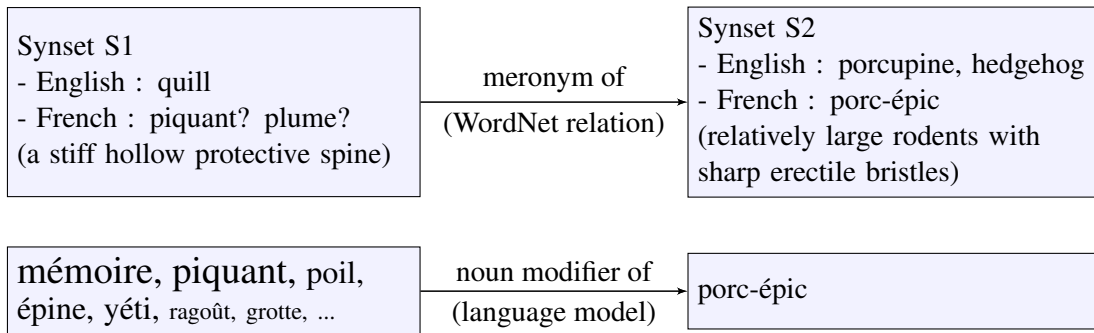 Synset S1
- English : quill
- French : piquant? plume?
(a stiff hollow protective spine)
meronym of
(WordNet relation)
Synset S2
- English : porcupine, hedgehog
- French : porc-épic
(relatively large rodents with
sharp erectile bristles)
mémoire, piquant, poil,
épine, yéti, ragoût, grotte, ...
noun modifier of
(language model)
porc-épic